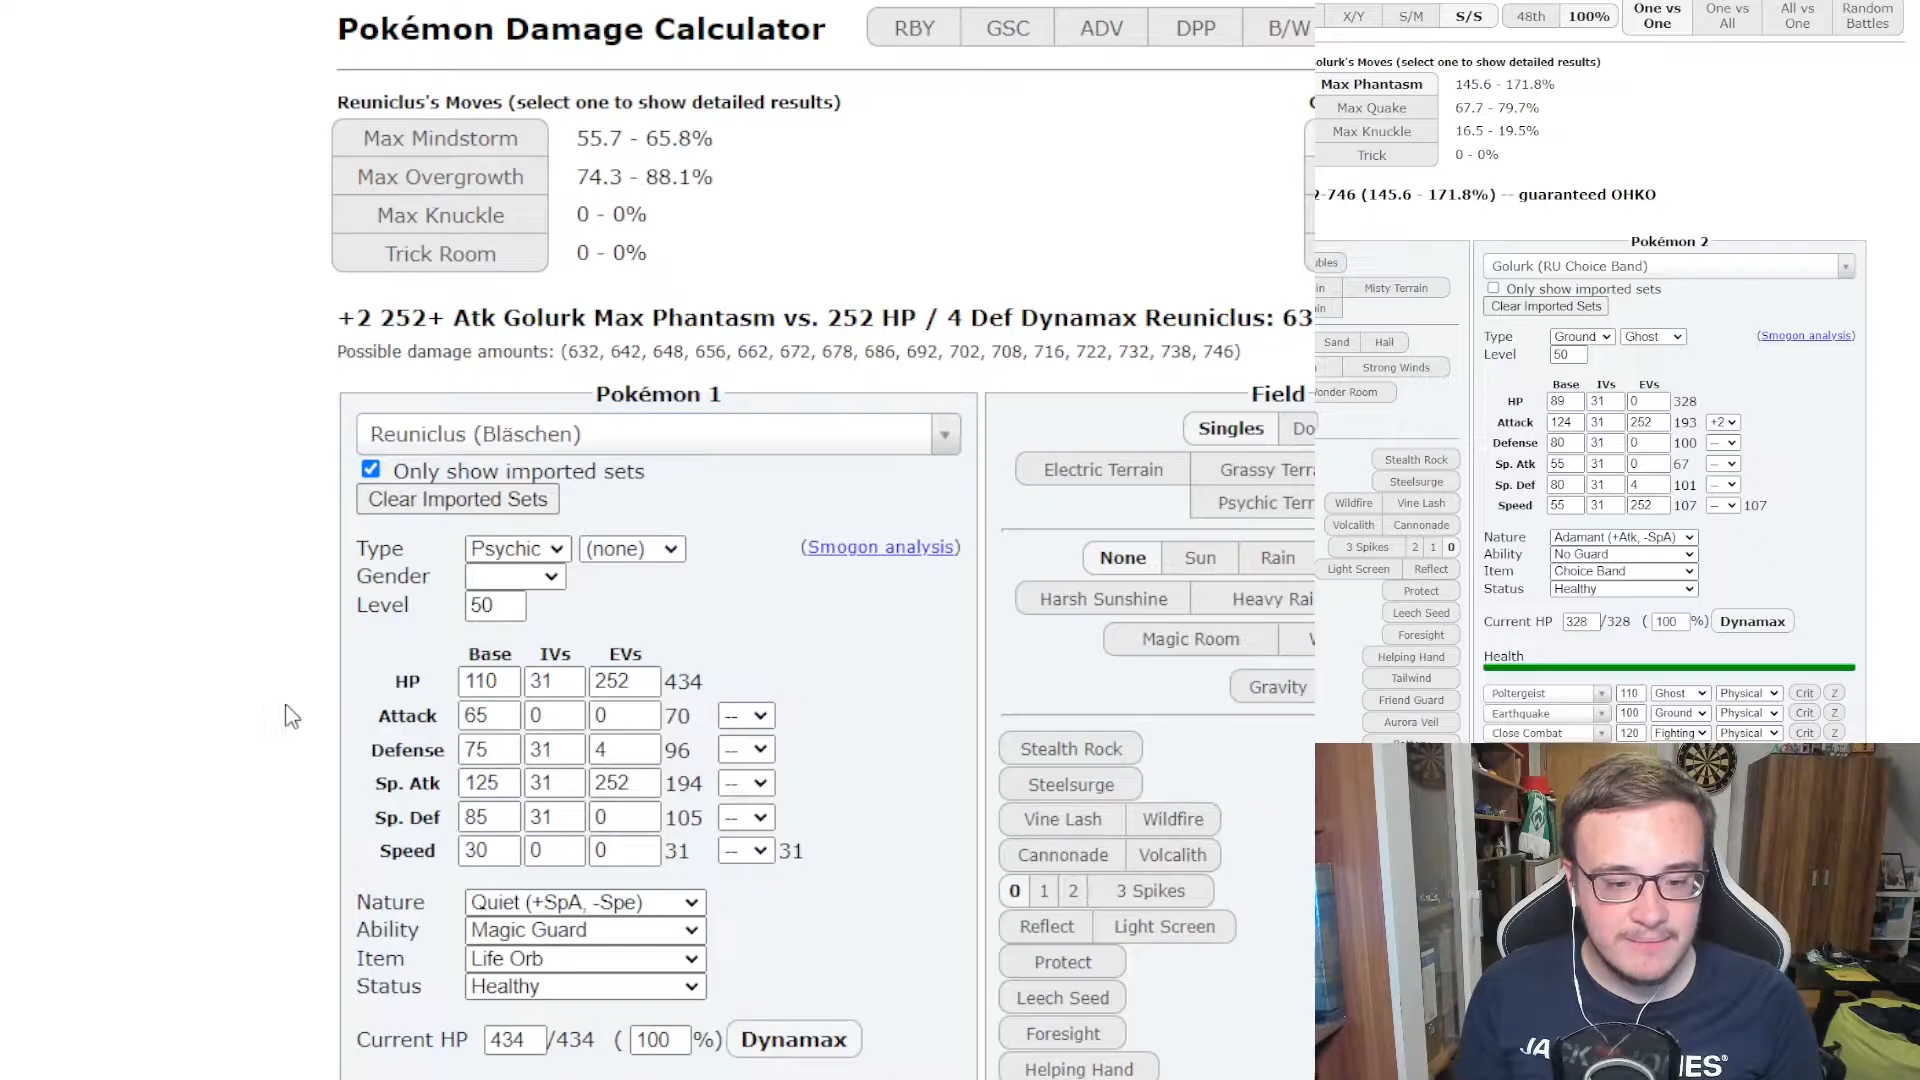 Pokémon Damage Calculator
RBY GSC ADV DPP B/W
X/Y S/M S/S 48th 100%
One vs One
One vs All
All vs One
Random Battles
Reuniclus's Moves (select one to show detailed results)
Max Mindstorm 55.7 - 65.8%
Max Overgrowth 74.3 - 88.1%
Max Knuckle 0 - 0%
Trick Room 0 - 0%
olurk's Moves (select one to show detailed results)
Max Phantasm 145.6 - 171.8%
Max Quake 67.7 - 79.7%
Max Knuckle 16.5 - 19.5%
Trick 0 - 0%
+2 252+ Atk Golurk Max Phantasm vs. 252 HP / 4 Def Dynamax Reuniclus: 63
2-746 (145.6 - 171.8%) -- guaranteed OHKO
Possible damage amounts: (632, 642, 648, 656, 662, 672, 678, 686, 692, 702, 708, 716, 722, 732, 738, 746)
Pokémon 1
Reuniclus (Bläschen)
Only show imported sets
Clear Imported Sets
Type Psychic (none) (Smogon analysis)
Gender
Level 50
Base IVs EVs
HP 110 31 252 434
Attack 65 0 0 70 --
Defense 75 31 4 96 --
Sp. Atk 125 31 252 194 --
Sp. Def 85 31 0 105 --
Speed 30 0 0 31 -- 31
Nature Quiet (+SpA, -Spe)
Ability Magic Guard
Item Life Orb
Status Healthy
Current HP 434 /434 ( 100 %) Dynamax
Field
Singles Do
Electric Terrain Grassy Terra
Psychic Terr
None Sun Rain
Harsh Sunshine Heavy Rai
Magic Room
Gravity
Stealth Rock
Steelsurge
Vine Lash Wildfire
Cannonade Volcalith
0 1 2 3 Spikes
Reflect Light Screen
Protect
Leech Seed
Foresight
Helping Hand
ubles
in Misty Terrain
in
Sand Hail
Strong Winds
onder Room
Stealth Rock
Steelsurge
Wildfire Vine Lash
Volcalith Cannonade
3 Spikes 2 1 0
Light Screen Reflect
Protect
Leech Seed
Foresight
Helping Hand
Tailwind
Friend Guard
Aurora Veil
Pokémon 2
Golurk (RU Choice Band)
Only show imported sets
Clear Imported Sets
Type Ground Ghost (Smogon analysis)
Level 50
Base IVs EVs
HP 89 31 0 328
Attack 124 31 252 193 +2
Defense 80 31 0 100 --
Sp. Atk 55 31 0 67 --
Sp. Def 80 31 4 101 --
Speed 55 31 252 107 -- 107
Nature Adamant (+Atk, -SpA)
Ability No Guard
Item Choice Band
Status Healthy
Current HP 328 /328 ( 100 %) Dynamax
Health
Poltergeist 110 Ghost Physical Crit Z
Earthquake 100 Ground Physical Crit Z
Close Combat 120 Fighting Physical Crit Z